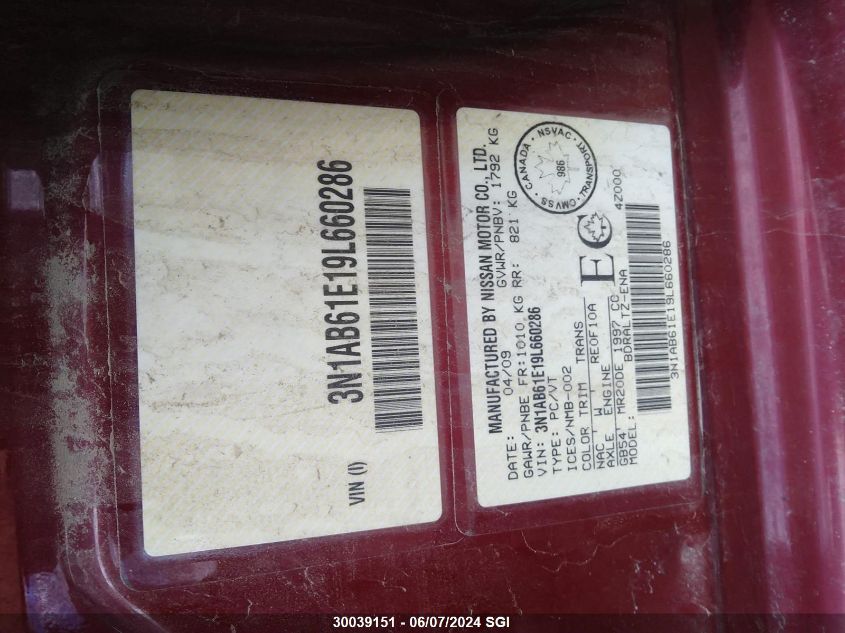 VIN (I)
3N1AB61E19L660286
MANUFACTURED BY NISSAN MOTOR CO., LTD.
DATE: 04/09 GVWR/PNBV: 1792 KG
GAWR/PNBE FR:1010 KG RR: 821 KG
VIN: 3N1AB61E19L660286
TYPE: PC/VT
ICES/NMB-002
COLOR TRIM TRANS
NAC W RE0F10A
AXLE ENGINE
GB54 MR20DE 1997 CC
MODEL: BDRALTZ-ENA
CANADA · NSVAC · TRANSPORT · CMVSS ·
986
EC
4Z000
3N1AB61E19L660286
30039151 - 06/07/2024 SGI